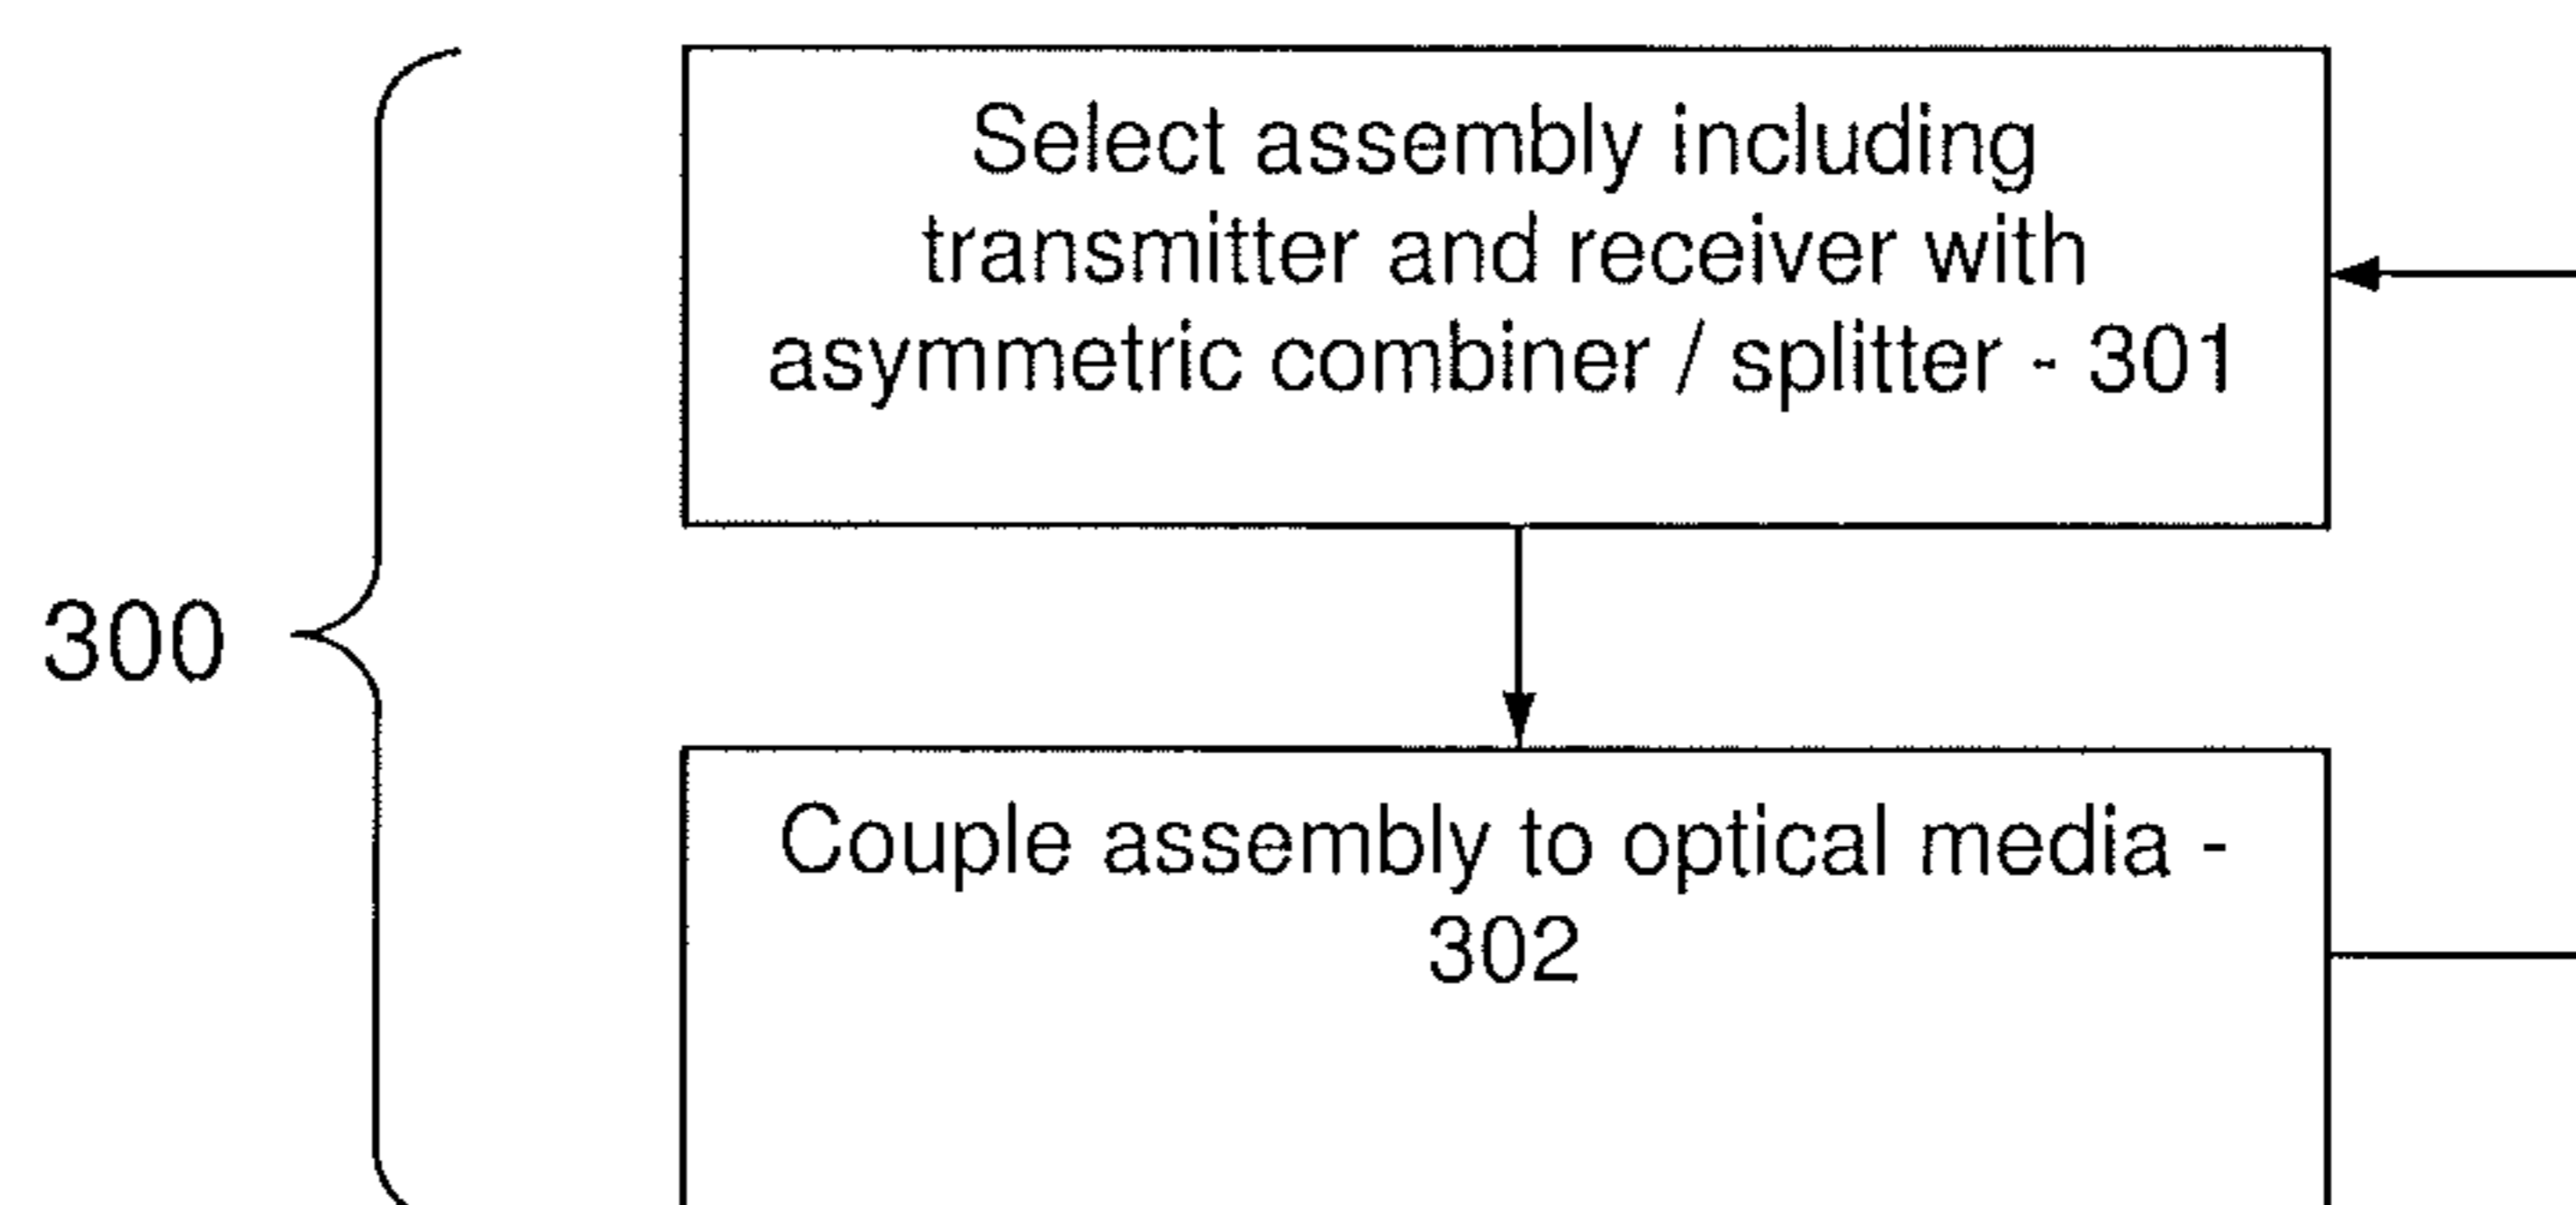 Select assembly including
transmitter and receiver with
asymmetric combiner / splitter - 301
300
Couple assembly to optical media -
302